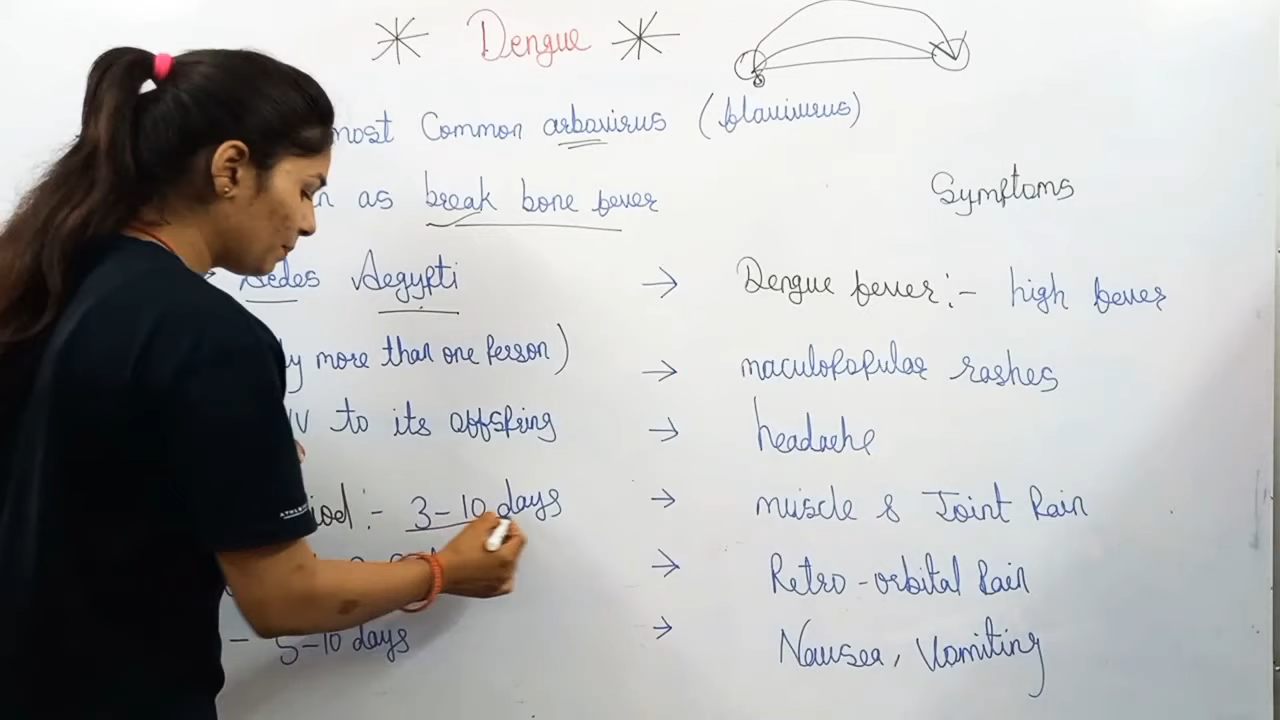 Dengue
most Common arbovirus (flavivirus)
as break bone fever
Aedes Aegypti
by more than one Person)
to its offspring
3-10 days
- 5-10 days
Symptoms
→ Dengue fever:- high fever
→ maculopapular rashes
→ headache
→ muscle & Joint Pain
→ Retro-orbital Pain
→ Nausea, Vomiting